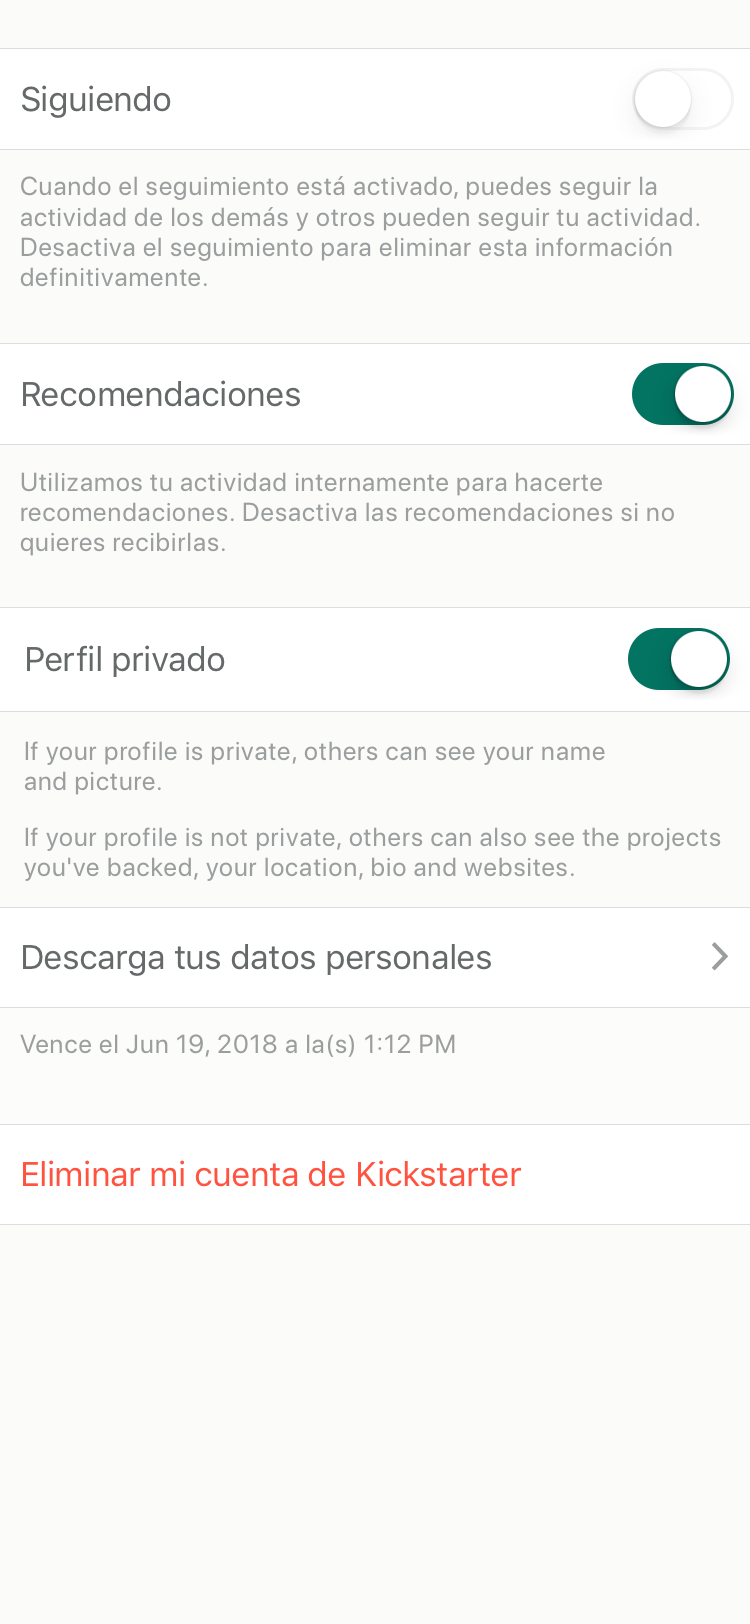 Siguiendo
Cuando el seguimiento está activado, puedes seguir la
actividad de los demás y otros pueden seguir tu actividad.
Desactiva el seguimiento para eliminar esta información
definitivamente.
Recomendaciones
Utilizamos tu actividad internamente para hacerte
recomendaciones. Desactiva las recomendaciones si no
quieres recibirlas.
Perfil privado
If your profile is private, others can see your name
and picture.
If your profile is not private, others can also see the projects
you've backed, your location, bio and websites.
Descarga tus datos personales
Vence el Jun 19, 2018 a la(s) 1:12 PM
Eliminar mi cuenta de Kickstarter